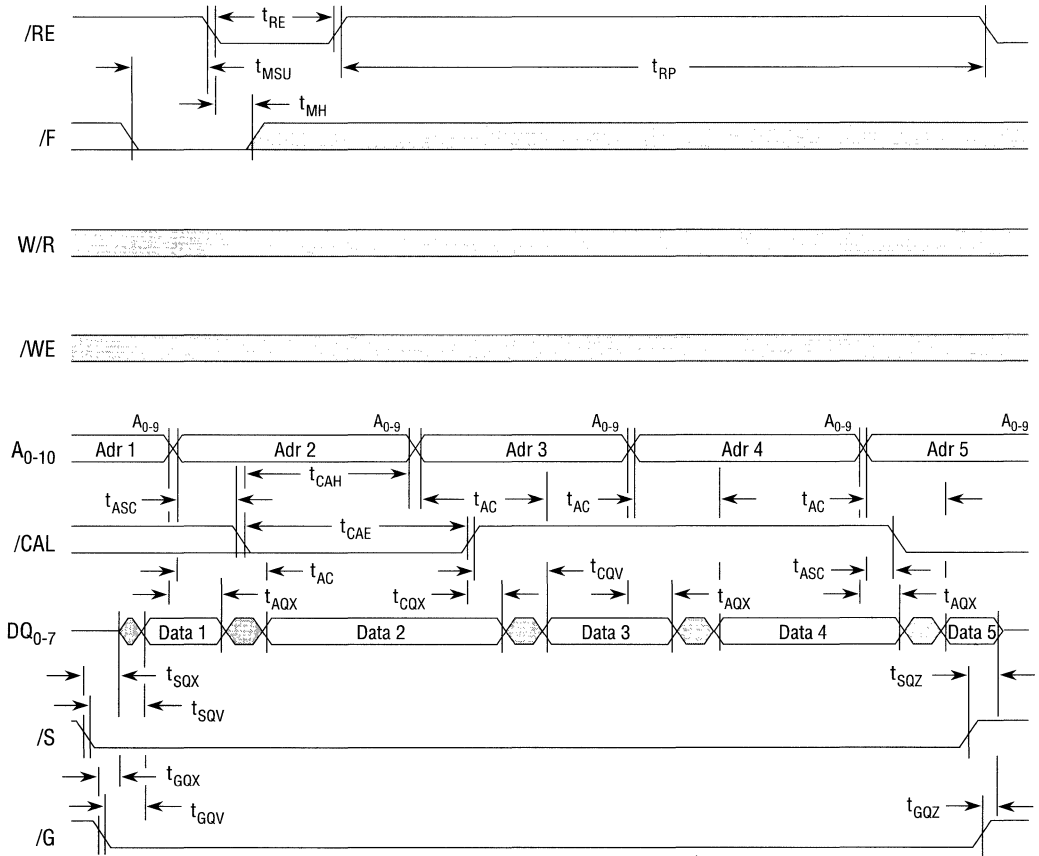 /RE t_RE
t_MSU t_RP
t_MH
/F
W/R
/WE
A_0-9 A_0-9 A_0-9 A_0-9 A_0-9
A_0-10 Adr 1 Adr 2 Adr 3 Adr 4 Adr 5
t_CAH
t_ASC t_AC t_AC t_AC
t_CAE
/CAL
t_AC t_CQV t_ASC
t_AQX t_CQX t_AQX t_AQX
DQ_0-7 Data 1 Data 2 Data 3 Data 4 Data 5
t_SQX t_SQZ
t_SQV
/S
t_GQX
t_GQV t_GQZ
/G